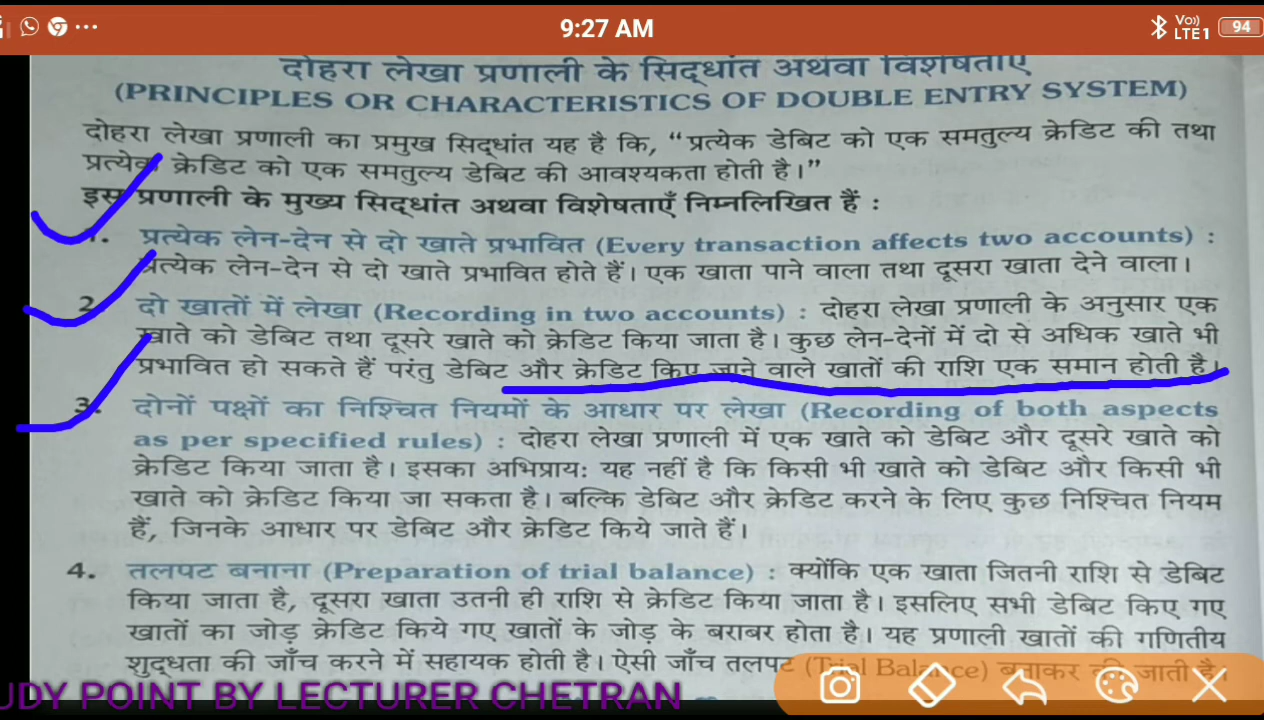 9:27 AM
Vo))
LTE1
94
दोहरा लेखा प्रणाली के सिद्धांत अथवा विशेषताएँ
(PRINCIPLES OR CHARACTERISTICS OF DOUBLE ENTRY SYSTEM)
दोहरा लेखा प्रणाली का प्रमुख सिद्धांत यह है कि, “प्रत्येक डेबिट को एक समतुल्य क्रेडिट की तथा
प्रत्येक क्रेडिट को एक समतुल्य डेबिट की आवश्यकता होती है।”
इस प्रणाली के मुख्य सिद्धांत अथवा विशेषताएँ निम्नलिखित हैं :
1. प्रत्येक लेन-देन से दो खाते प्रभावित (Every transaction affects two accounts) :
प्रत्येक लेन-देन से दो खाते प्रभावित होते हैं। एक खाता पाने वाला तथा दूसरा खाता देने वाला।
2. दो खातों में लेखा (Recording in two accounts) : दोहरा लेखा प्रणाली के अनुसार एक
खाते को डेबिट तथा दूसरे खाते को क्रेडिट किया जाता है। कुछ लेन-देनों में दो से अधिक खाते भी
प्रभावित हो सकते हैं परंतु डेबिट और क्रेडिट किए जाने वाले खातों की राशि एक समान होती है।
3. दोनों पक्षों का निश्चित नियमों के आधार पर लेखा (Recording of both aspects
as per specified rules) : दोहरा लेखा प्रणाली में एक खाते को डेबिट और दूसरे खाते को
क्रेडिट किया जाता है। इसका अभिप्राय: यह नहीं है कि किसी भी खाते को डेबिट और किसी भी
खाते को क्रेडिट किया जा सकता है। बल्कि डेबिट और क्रेडिट करने के लिए कुछ निश्चित नियम
हैं, जिनके आधार पर डेबिट और क्रेडिट किये जाते हैं।
4. तलपट बनाना (Preparation of trial balance) : क्योंकि एक खाता जितनी राशि से डेबिट
किया जाता है, दूसरा खाता उतनी ही राशि से क्रेडिट किया जाता है। इसलिए सभी डेबिट किए गए
खातों का जोड़ क्रेडिट किये गए खातों के जोड़ के बराबर होता है। यह प्रणाली खातों की गणितीय
शुद्धता की जाँच करने में सहायक होती है। ऐसी जाँच तलपट (Trial Balance) बनाकर की जाती है।
UDY POINT BY LECTURER CHETRAN